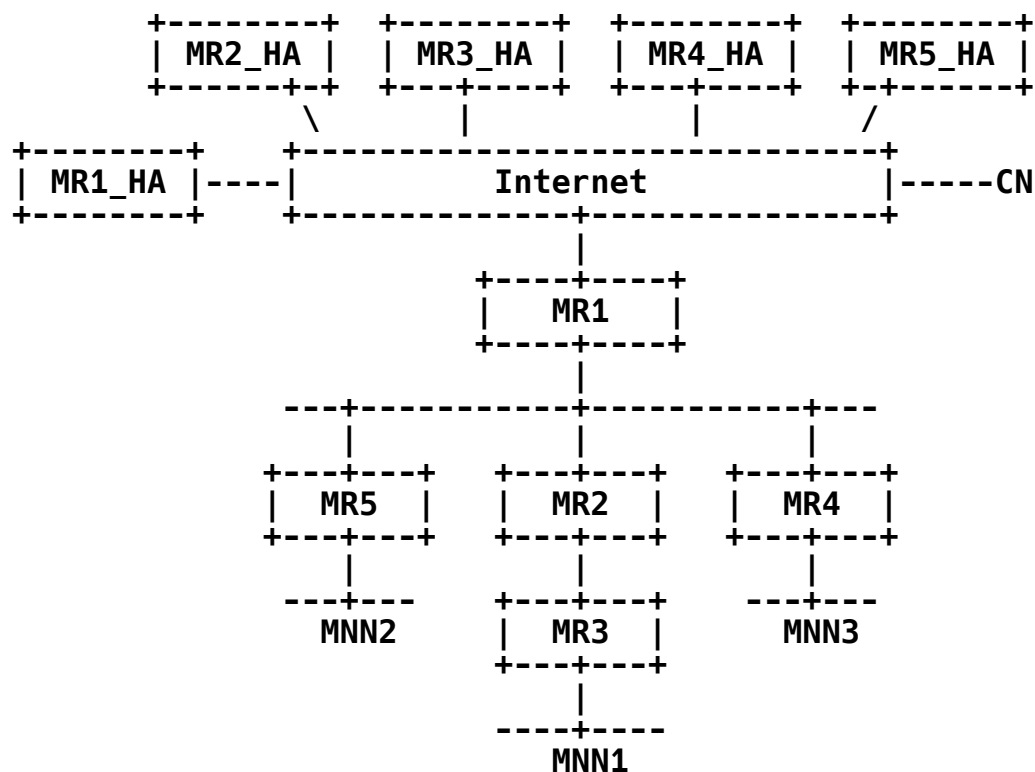 MR2_HA MR3_HA MR4_HA MR5_HA
MR1_HA Internet CN
MR1
MR5 MR2 MR4
MNN2 MR3 MNN3
MNN1